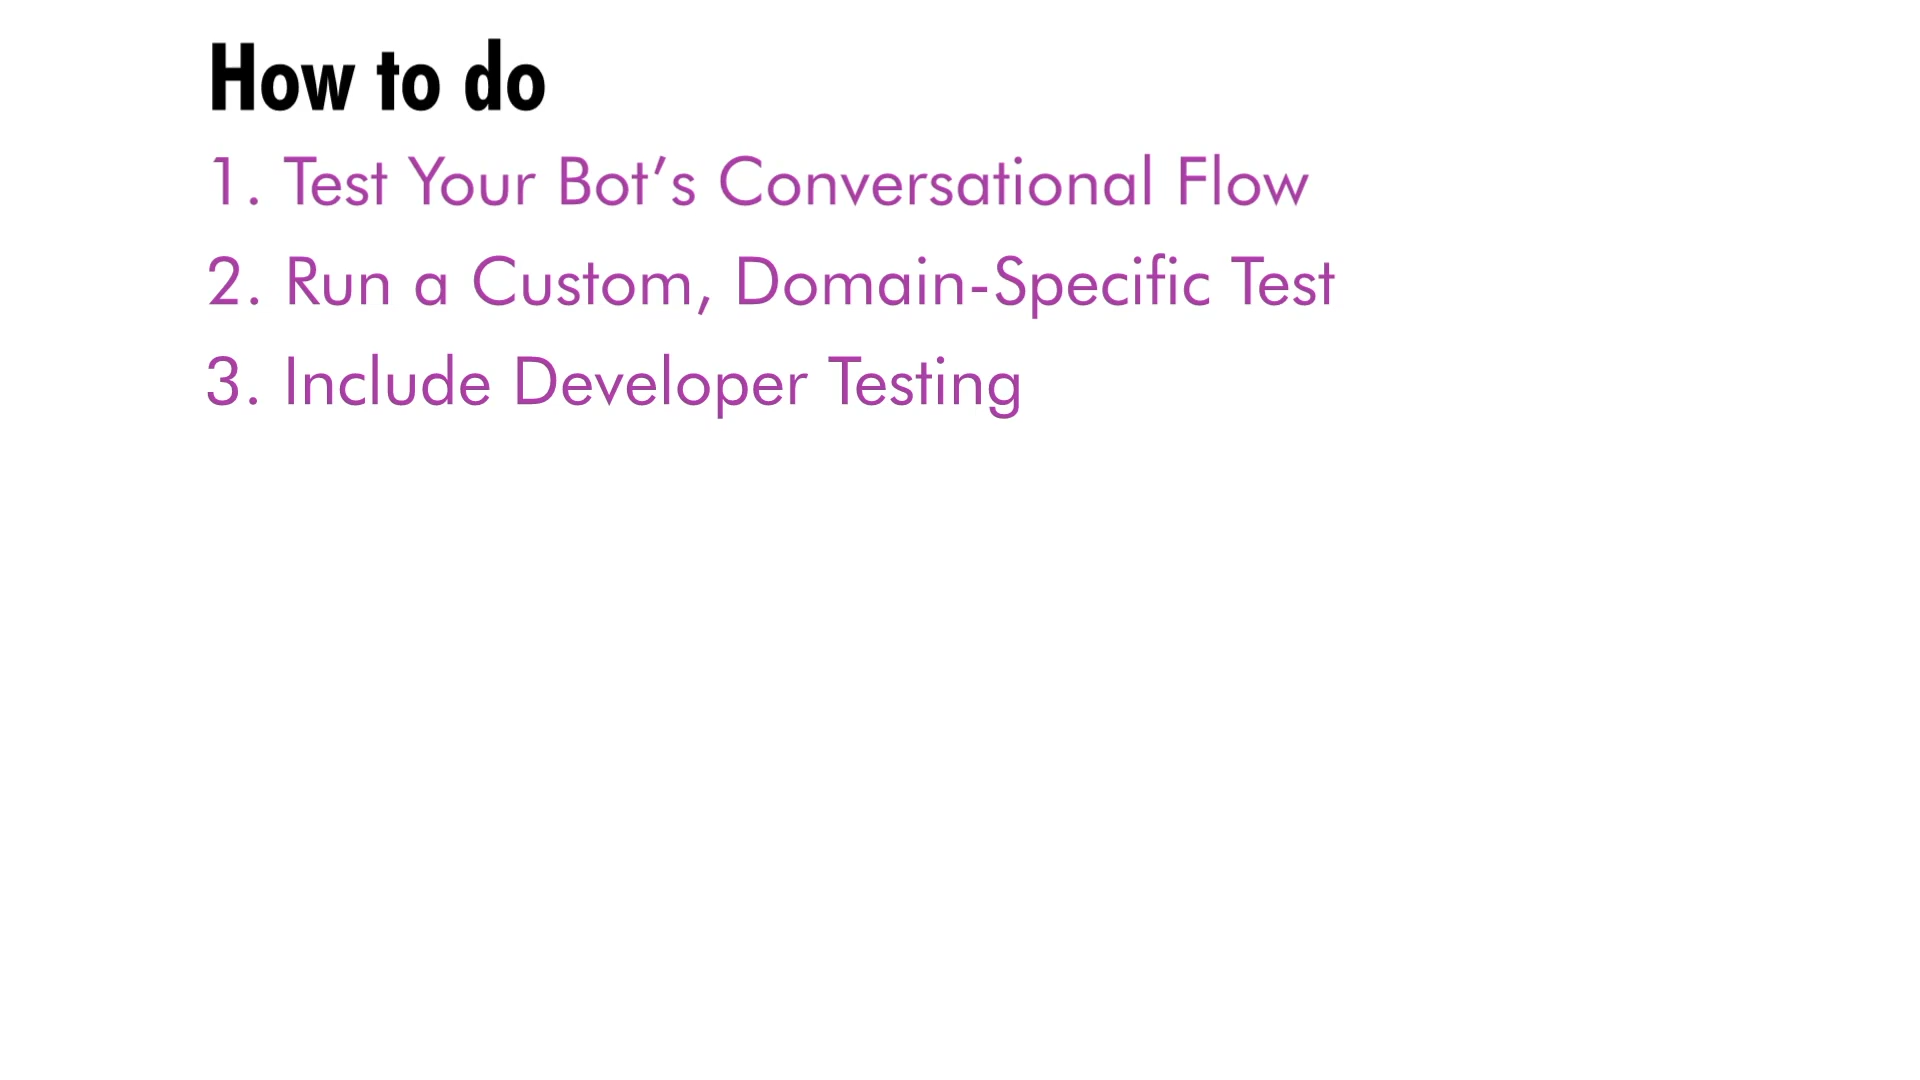 How to do
1. Test Your Bot’s Conversational Flow
2. Run a Custom, Domain-Specific Test
3. Include Developer Testing